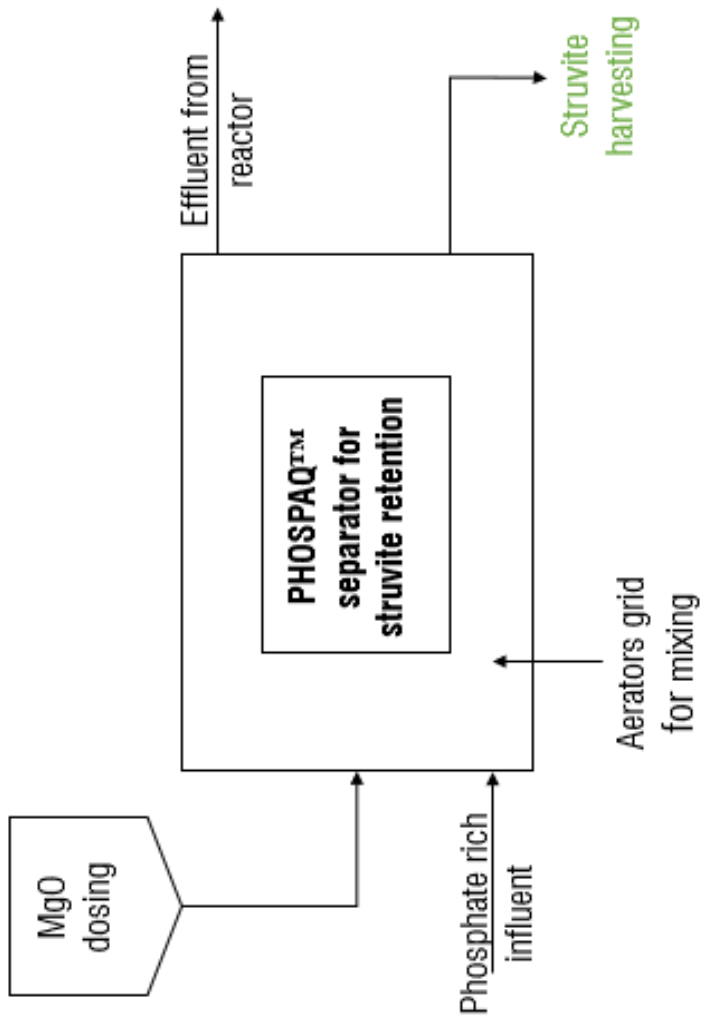 MgO
dosing
Phosphate rich
influent
Aerators grid
for mixing
PHOSPAQ™
separator for
struvite retention
Effluent from
reactor
Struvite
harvesting